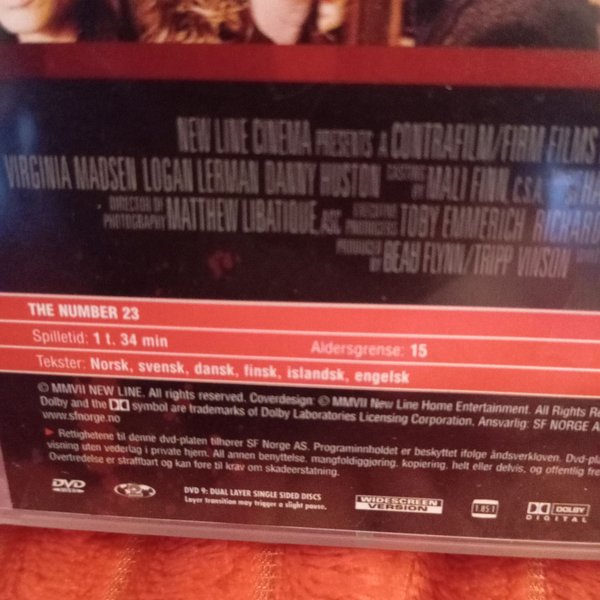 NEW LINE CINEMA PRESENTS A CONTRAFILM/FIRM FILMS
VIRGINIA MADSEN LOGAN LERMAN DANNY HUSTON CASTING BY MALI FINN, C.S.A. HA
DIRECTOR OF PHOTOGRAPHY MATTHEW LIBATIQUE, ASC EXECUTIVE PRODUCERS TOBY EMMERICH RICHARD
PRODUCED BY BEAU FLYNN/TRIPP VINSON
THE NUMBER 23
Spilletid: 1 t. 34 min Aldersgrense: 15
Tekster: Norsk, svensk, dansk, finsk, islandsk, engelsk
© MMVII NEW LINE. All rights reserved. Coverdesign: © MMVII New Line Home Entertainment. All Rights Re
Dolby and the symbol are trademarks of Dolby Laboratories Licensing Corporation. Ansvarlig: SF NORGE A
www.sfnorge.no
Rettighetene til denne dvd-platen tilhører SF Norge AS. Programinnholdet er beskyttet ifølge åndsverkloven. Dvd-pla
visning uten vederlag i private hjem. All annen benyttelse, mangfoldiggjøring, kopiering, helt eller delvis, og offentlig fre
Overtredelse er straffbart og kan føre til krav om skadeerstatning.
DVD VIDEO 2 DVD 9: DUAL LAYER SINGLE SIDED DISCS
Layer transition may trigger a slight pause.
WIDESCREEN VERSION 1.85:1 DOLBY DIGITAL